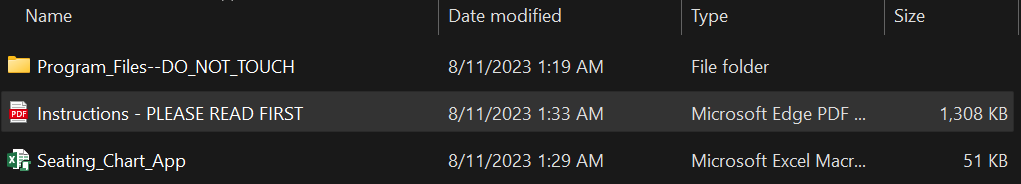 Name Date modified Type Size
Program_Files--DO_NOT_TOUCH 8/11/2023 1:19 AM File folder
PDF Instructions - PLEASE READ FIRST 8/11/2023 1:33 AM Microsoft Edge PDF ... 1,308 KB
Seating_Chart_App 8/11/2023 1:29 AM Microsoft Excel Macr... 51 KB